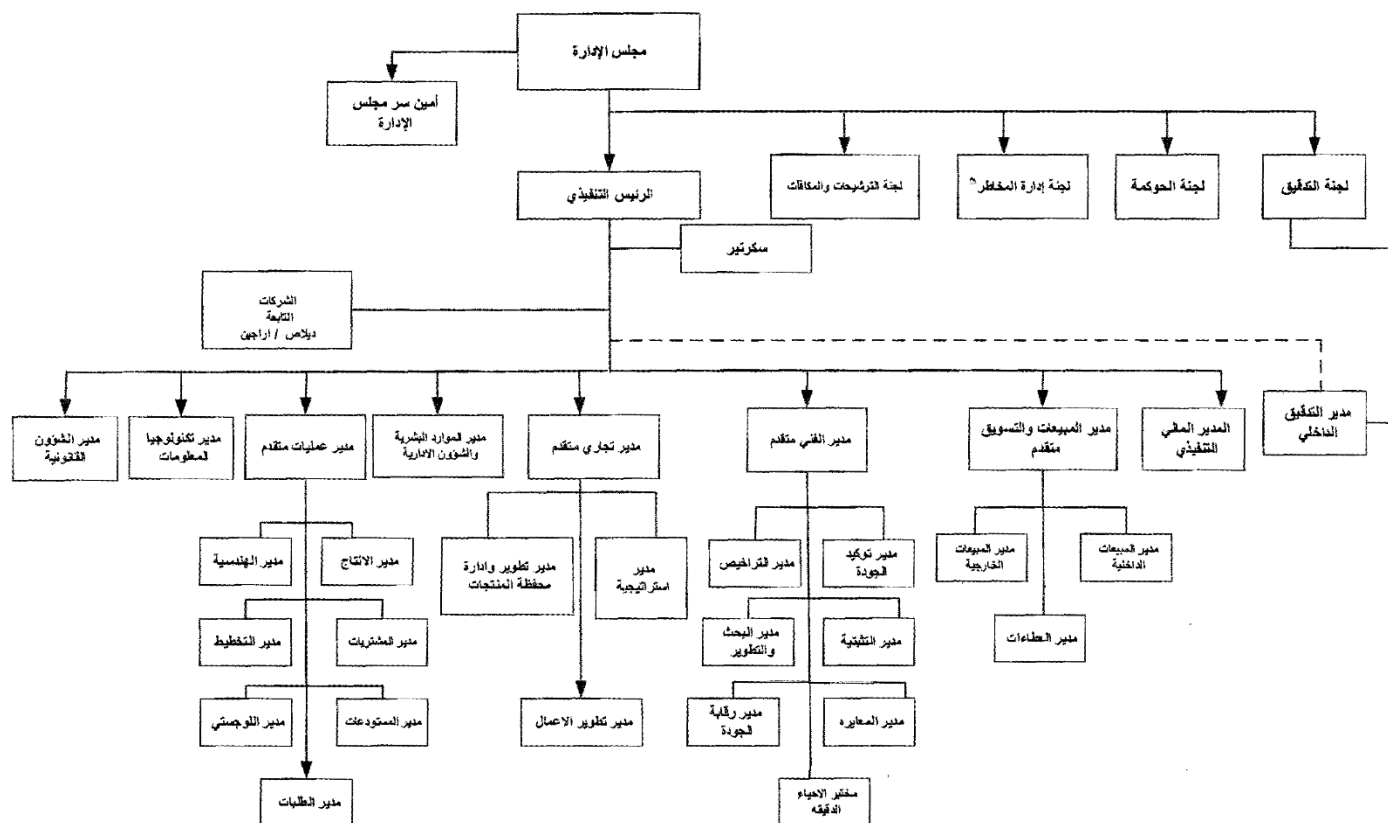 مجلس الإدارة
أمين سر مجلس
الإدارة
لجنة التدقيق
لجنة الحوكمة
لجنة إدارة المخاطر
لجنة الترشيحات والمكافآت
الرئيس التنفيذي
سكرتير
الشركات
التابعة
ديلاص / اراجين
مدير التدقيق
الداخلي
المدير المالي
التنفيذي
مدير المبيعات والتسويق
متقدم
مدير الفني متقدم
مدير تجاري متقدم
مدير الموارد البشرية
والشؤون الادارية
مدير عمليات متقدم
مدير تكنولوجيا
المعلومات
مدير الشؤون
القانونية
مدير المبيعات
الداخلية
مدير المبيعات
الخارجية
مدير العطاءات
مدير توكيد
الجودة
مدير التراخيص
مدير التثبتية
مدير البحث
والتطوير
مدير المعايره
مدير رقابة
الجودة
مختبر الاحياء
الدقيقه
مدير
استراتيجية
مدير تطوير وادارة
محفظة المنتجات
مدير تطوير الاعمال
مدير الانتاج
مدير الهندسية
مدير المشتريات
مدير التخطيط
مدير المستودعات
مدير اللوجستي
مدير الطلبات